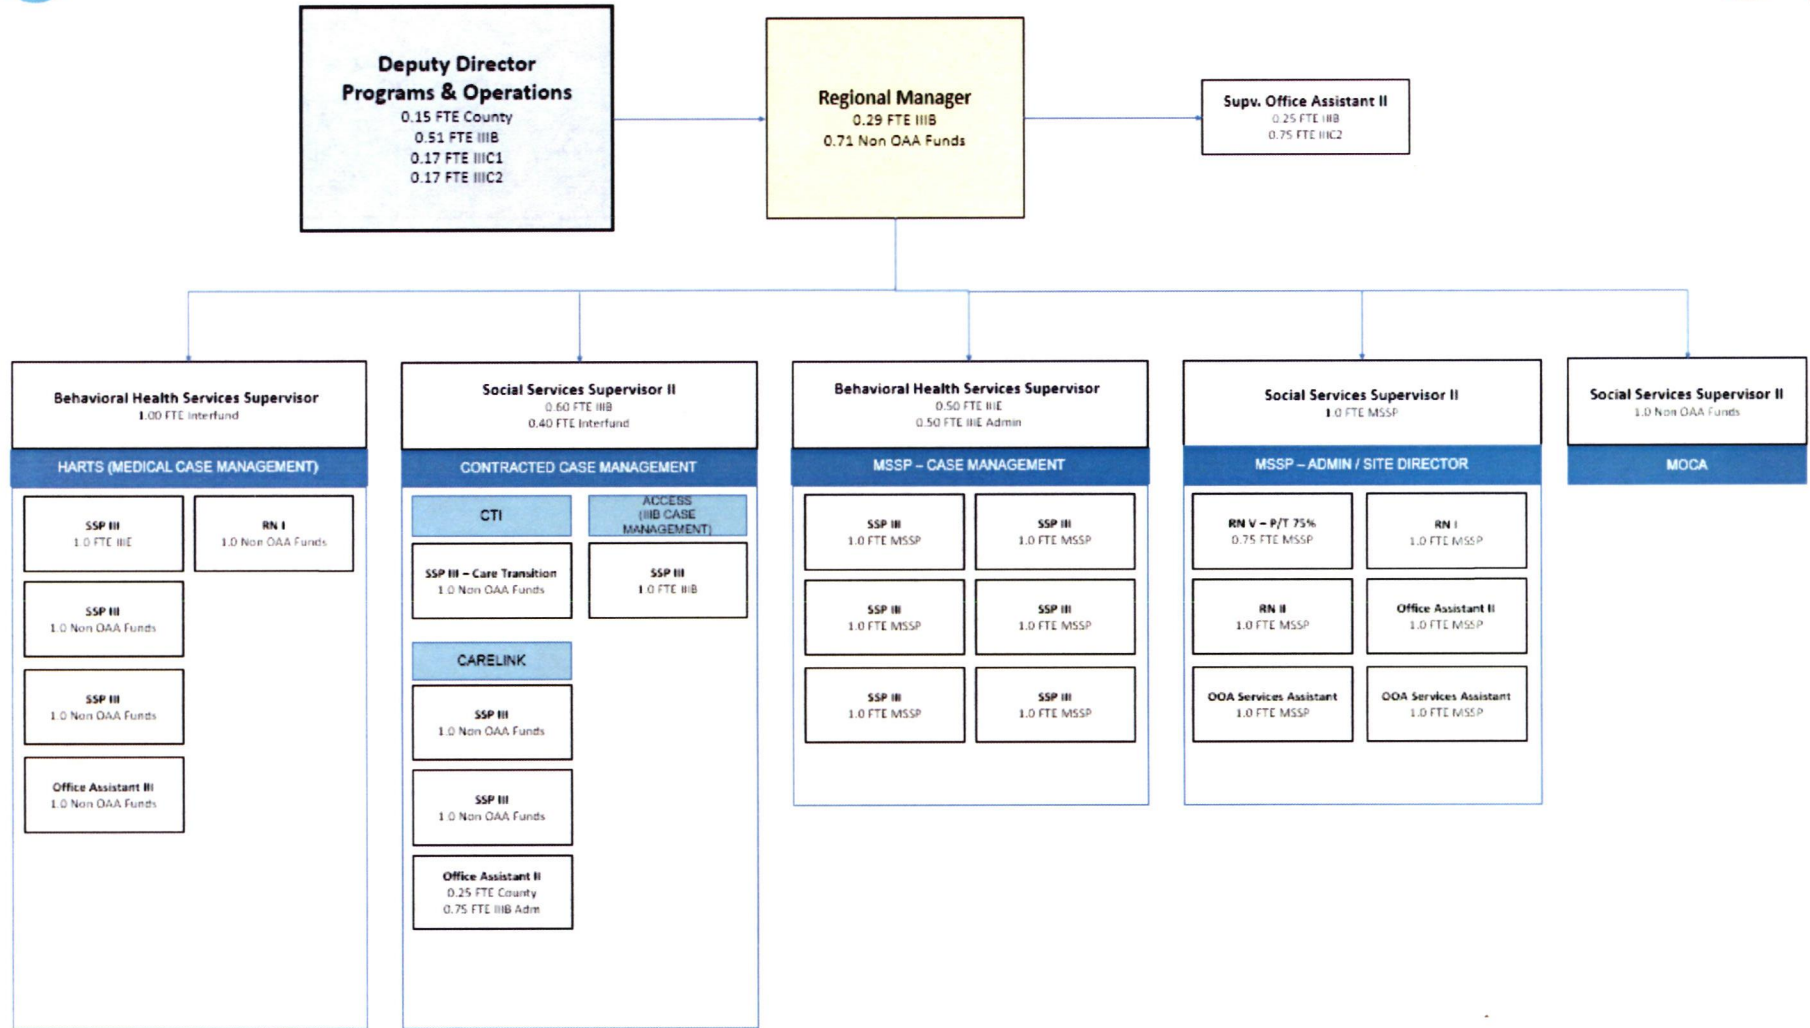 Deputy Director
Programs & Operations
0.15 FTE County
0.51 FTE IIIB
0.17 FTE IIIC1
0.17 FTE IIIC2
Regional Manager
0.29 FTE IIIB
0.71 Non OAA Funds
Supv. Office Assistant II
0.25 FTE IIIB
0.75 FTE IIIC2
Behavioral Health Services Supervisor
1.00 FTE Interfund
HARTS (MEDICAL CASE MANAGEMENT)
SSP III
1.0 FTE IIIE
RN I
1.0 Non OAA Funds
SSP III
1.0 Non OAA Funds
SSP III
1.0 Non OAA Funds
Office Assistant III
1.0 Non OAA Funds
Social Services Supervisor II
0.60 FTE IIIB
0.40 FTE Interfund
CONTRACTED CASE MANAGEMENT
CTI
SSP III – Care Transition
1.0 Non OAA Funds
ACCESS
(IIIB CASE
MANAGEMENT)
SSP III
1.0 FTE IIIB
CARELINK
SSP III
1.0 Non OAA Funds
SSP III
1.0 Non OAA Funds
Office Assistant II
0.25 FTE County
0.75 FTE IIIB Adm
Behavioral Health Services Supervisor
0.50 FTE IIIE
0.50 FTE IIIE Admin
MSSP – CASE MANAGEMENT
SSP III
1.0 FTE MSSP
SSP III
1.0 FTE MSSP
SSP III
1.0 FTE MSSP
SSP III
1.0 FTE MSSP
SSP III
1.0 FTE MSSP
SSP III
1.0 FTE MSSP
Social Services Supervisor II
1.0 FTE MSSP
MSSP – ADMIN / SITE DIRECTOR
RN V – P/T 75%
0.75 FTE MSSP
RN I
1.0 FTE MSSP
RN II
1.0 FTE MSSP
Office Assistant II
1.0 FTE MSSP
OOA Services Assistant
1.0 FTE MSSP
OOA Services Assistant
1.0 FTE MSSP
Social Services Supervisor II
1.0 Non OAA Funds
MOCA